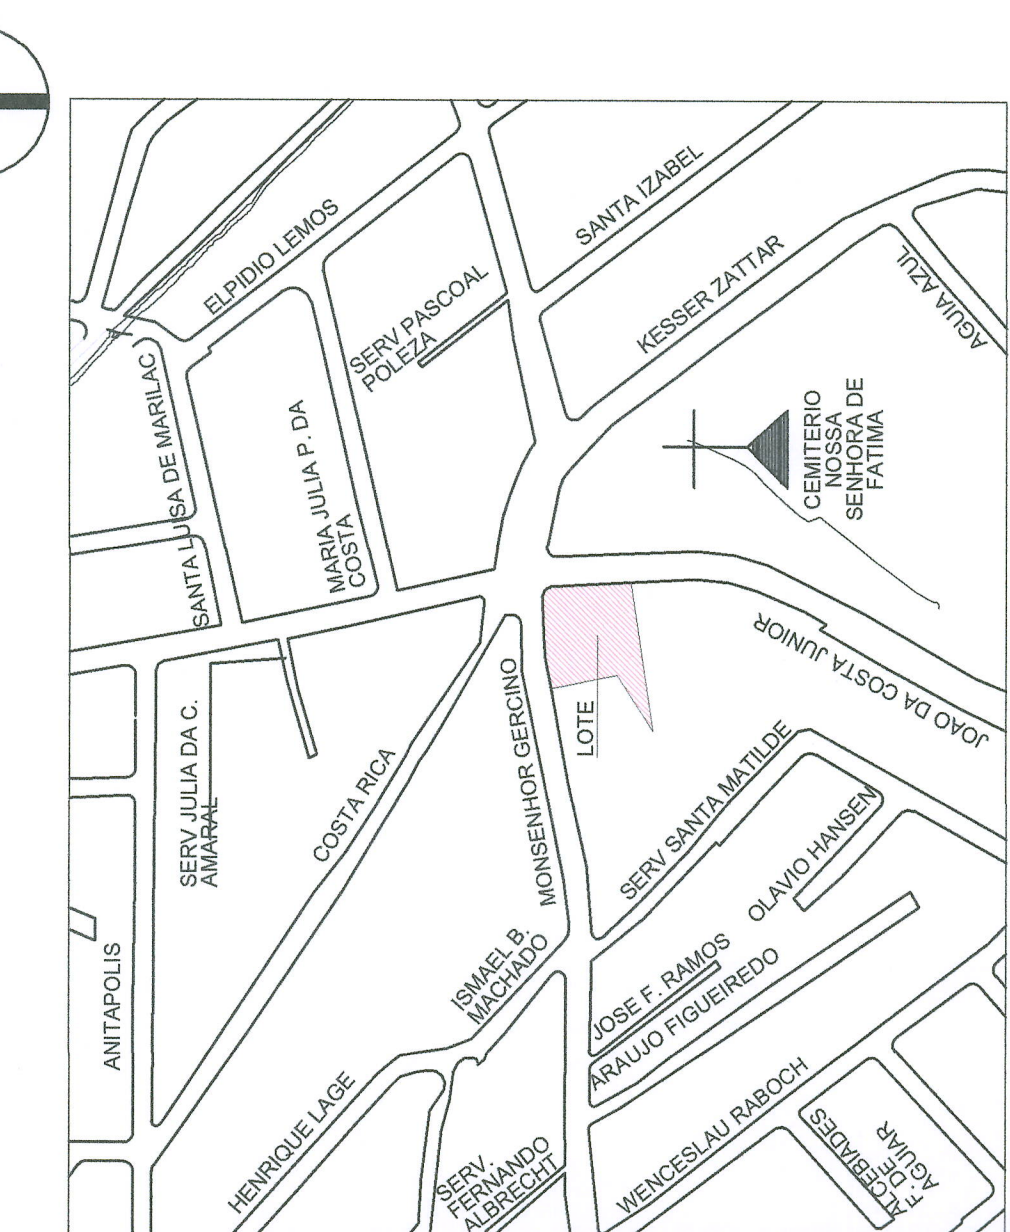 SANTA IZABEL
ELPIDIO LEMOS
KESSER ZATTAR
AGUIA AZUL
SERV PASCOAL
POLEZA
SANTA LUISA DE MARILAC
MARIA JULIA P. DA
COSTA
CEMITERIO
NOSSA
SENHORA DE
FATIMA
JOAO DA COSTA JUNIOR
LOTE
SERV JULIA DA C.
AMARAL
COSTA RICA
MONSENHOR GERCINO
SERV SANTA MATILDE
OLAVIO HANSEN
ANITAPOLIS
ISMAEL B.
MACHADO
JOSE F. RAMOS
ARAUJO FIGUEIREDO
HENRIQUE LAGE
WENCESLAU RABOCH
SERV.
FERNANDO
ALBRECHT
ALCEBIADES
F. DE
AGUIAR